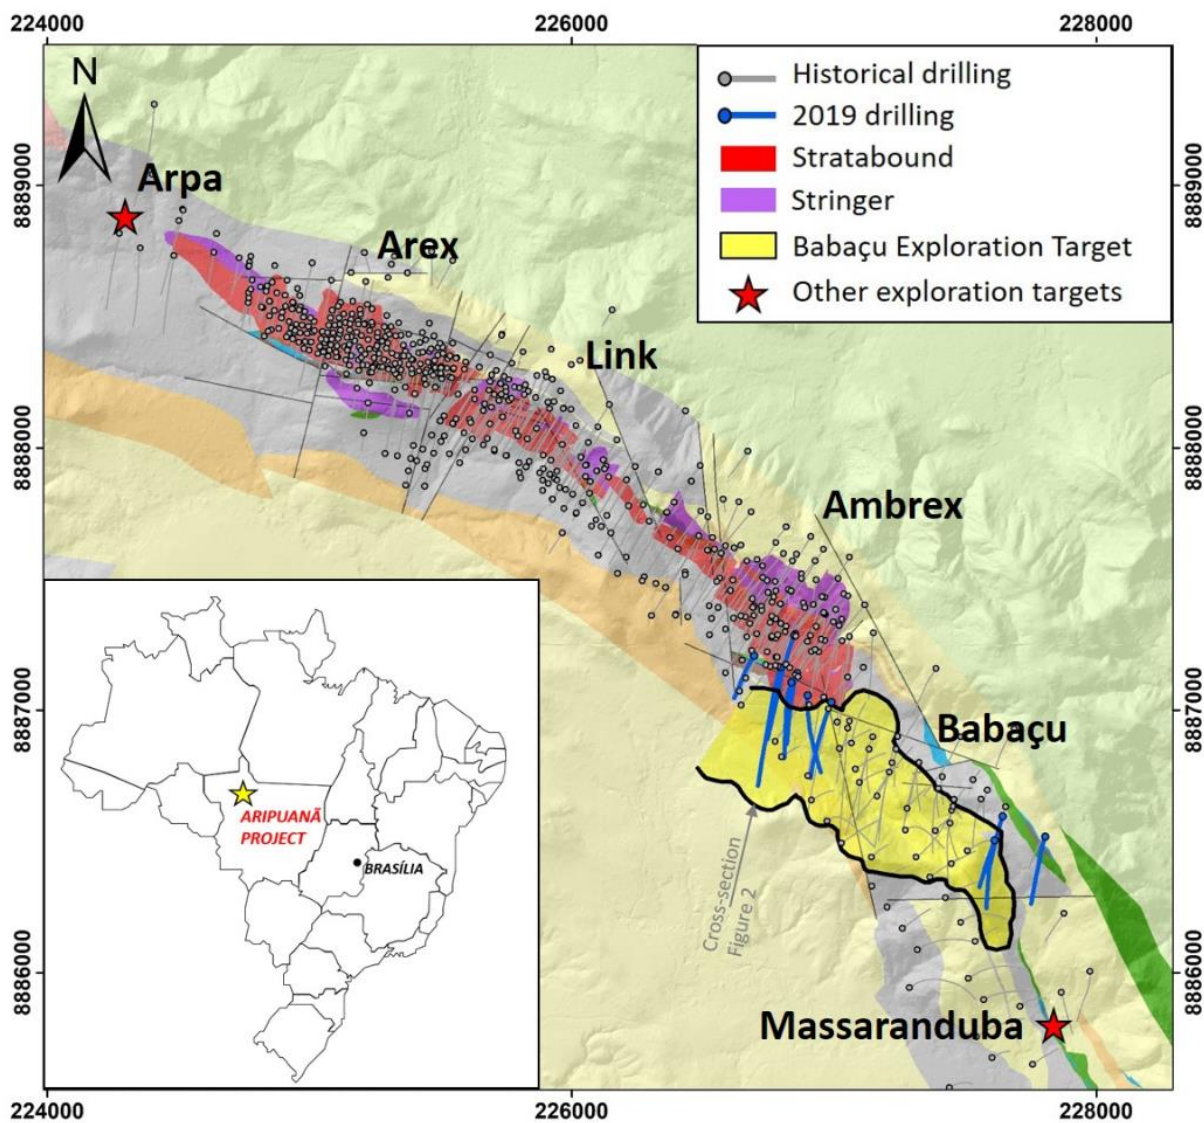 224000
226000
228000
N
Historical drilling
2019 drilling
Stratabound
Stringer
Babaçu Exploration Target
Other exploration targets
8889000
8889000
Arpa
Arex
Link
8888000
8888000
Ambrex
8887000
8887000
Babaçu
ARIPUANÃ
PROJECT
BRASÍLIA
Cross-section
Figure 2
8886000
8886000
Massaranduba
224000
226000
228000